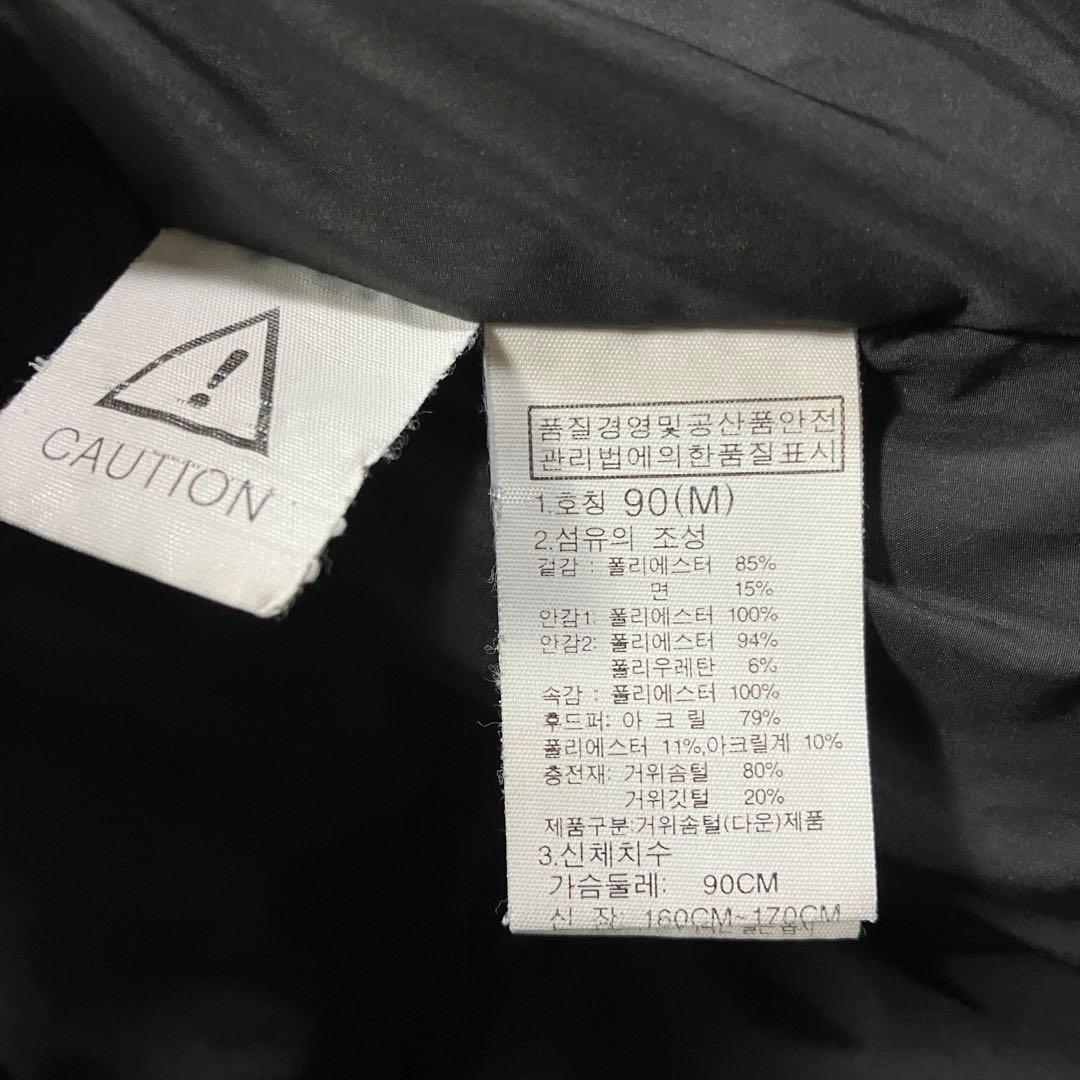 CAUTION
품질경영및공산품안전
관리법에의한품질표시
1.호칭 90(M)
2.섬유의 조성
겉감 : 폴리에스터 85%
면 15%
안감1: 폴리에스터 100%
안감2: 폴리에스터 94%
폴리우레탄 6%
속감 : 폴리에스터 100%
후드퍼: 아 크 릴 79%
폴리에스터 11%,아크릴계 10%
충전재: 거위솜털 80%
거위깃털 20%
제품구분:거위솜털(다운)제품
3.신체치수
가슴둘레: 90CM
신 장: 160CM~170CM